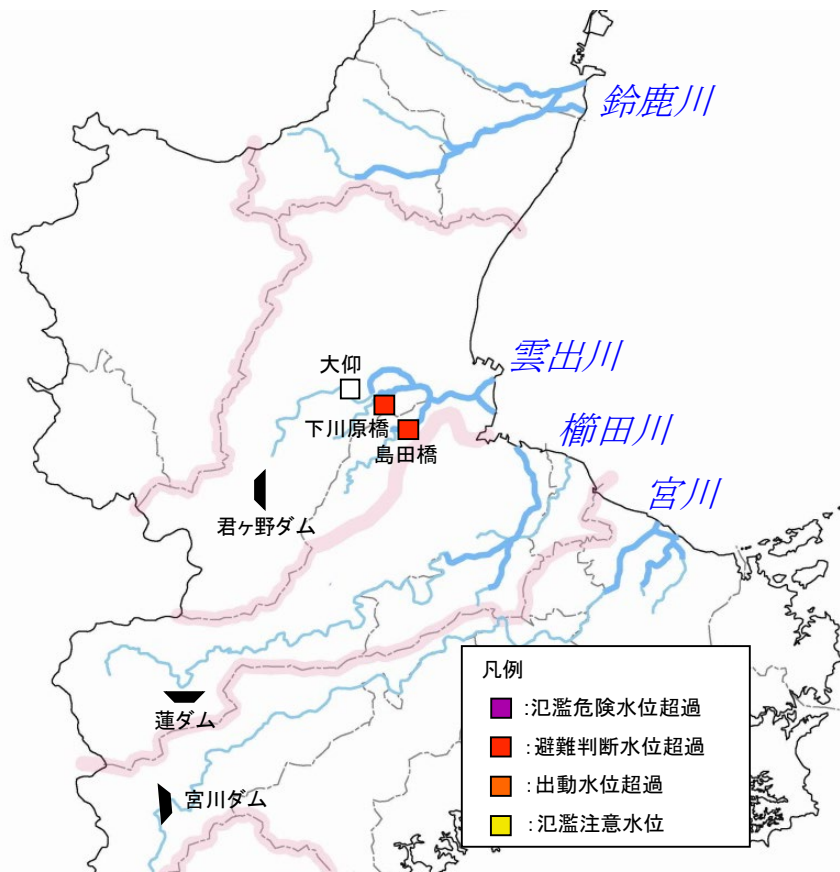 鈴鹿川
雲出川
大仰
下川原橋
島田橋
櫛田川
宮川
君ヶ野ダム
蓮ダム
宮川ダム
凡例
:氾濫危険水位超過
:避難判断水位超過
:出動水位超過
:氾濫注意水位